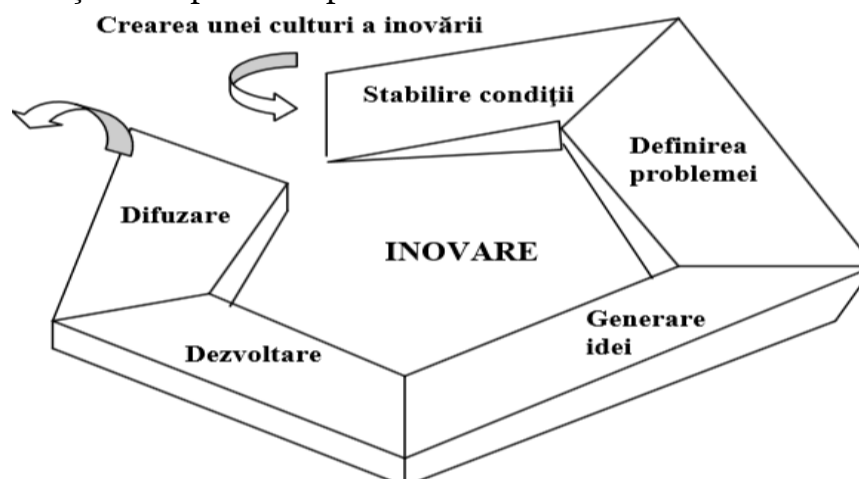 Crearea unei culturi a inovării
Stabilire condiţii
Definirea
problemei
Difuzare
INOVARE
Generare
idei
Dezvoltare